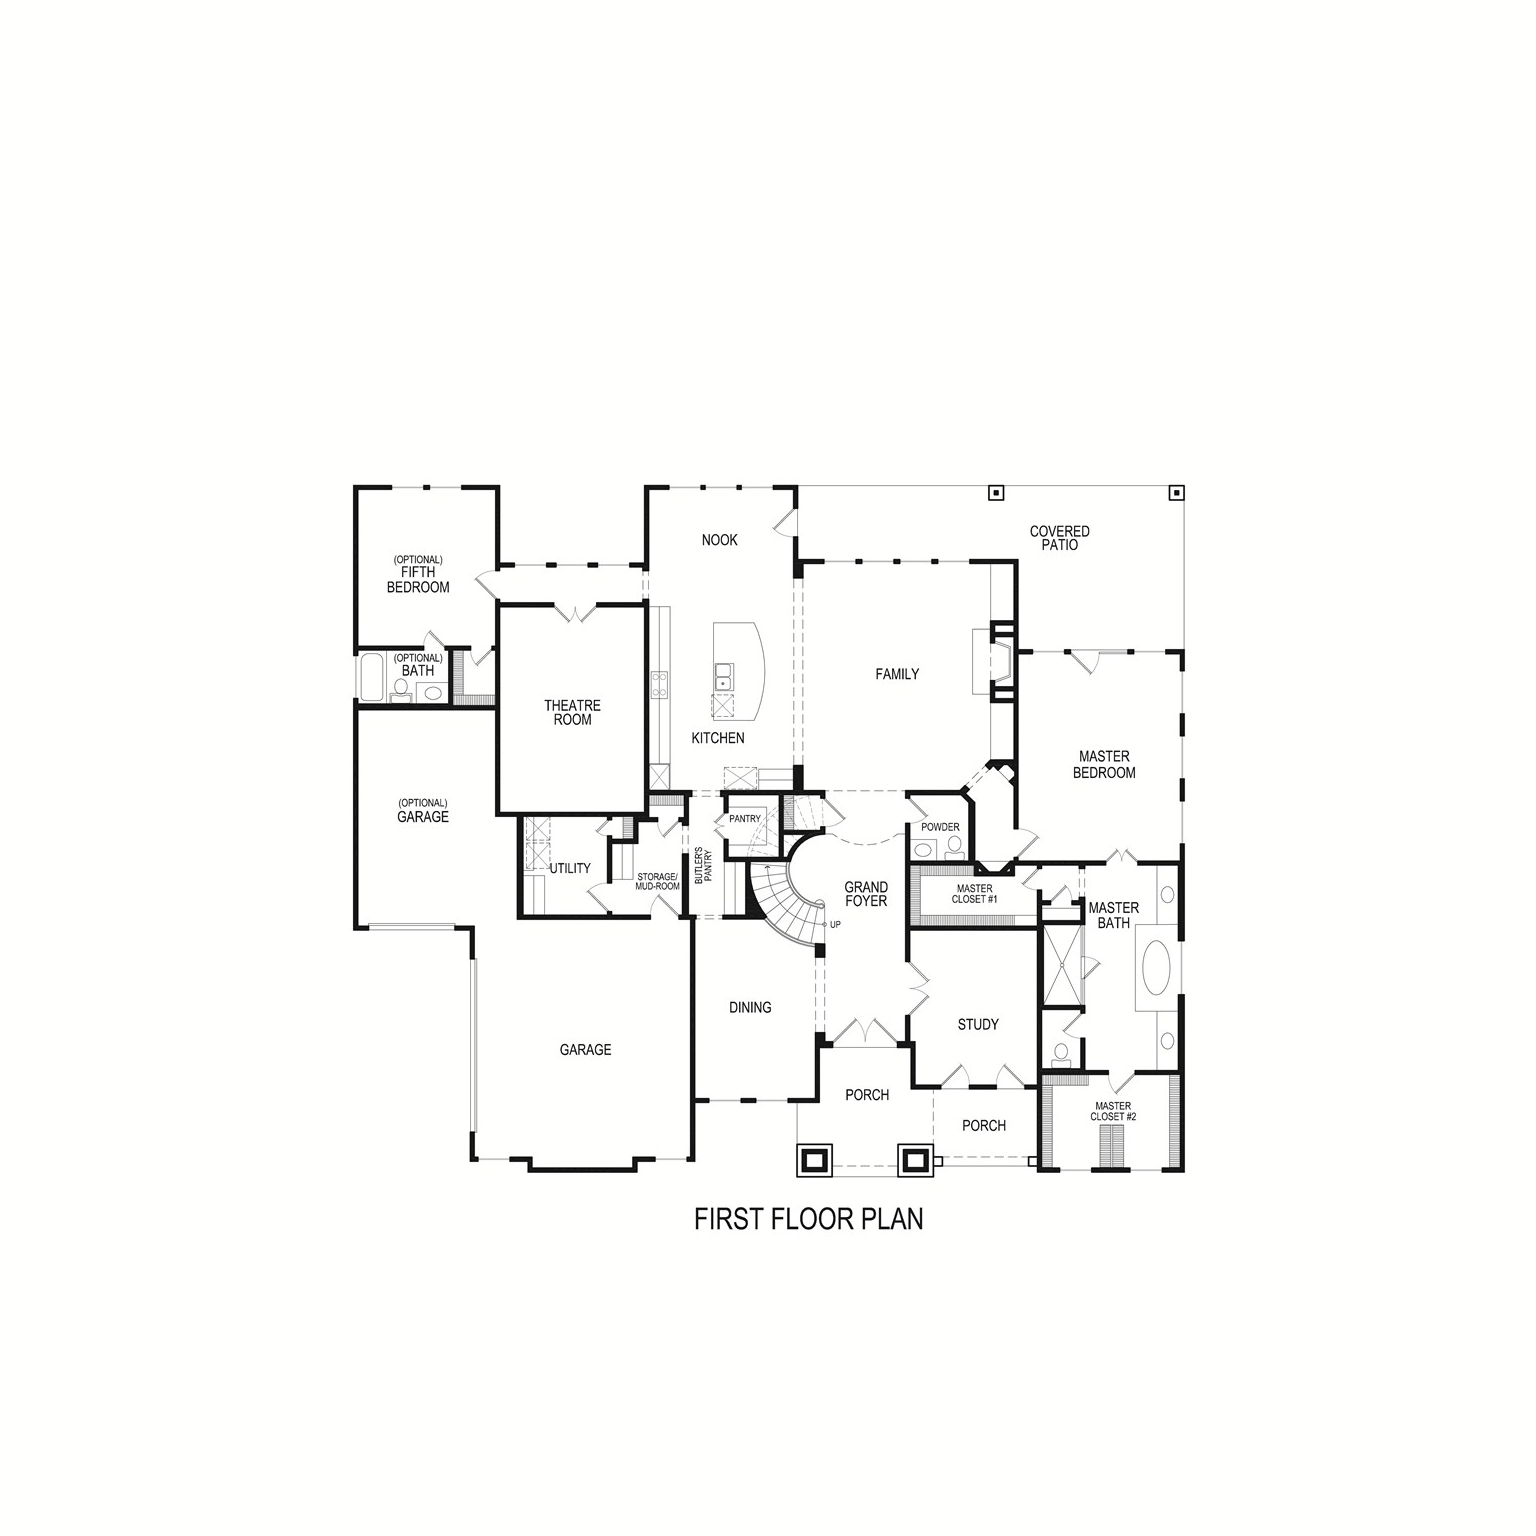 NOOK
COVERED
PATIO
(OPTIONAL)
FIFTH
BEDROOM
(OPTIONAL)
BATH
THEATRE
ROOM
FAMILY
KITCHEN
MASTER
BEDROOM
(OPTIONAL)
GARAGE
PANTRY
POWDER
UTILITY
STORAGE/
MUD-ROOM
BUTLER'S
PANTRY
GRAND
FOYER
MASTER
CLOSET #1
MASTER
BATH
UP
DINING
STUDY
GARAGE
PORCH
PORCH
MASTER
CLOSET #2
FIRST FLOOR PLAN